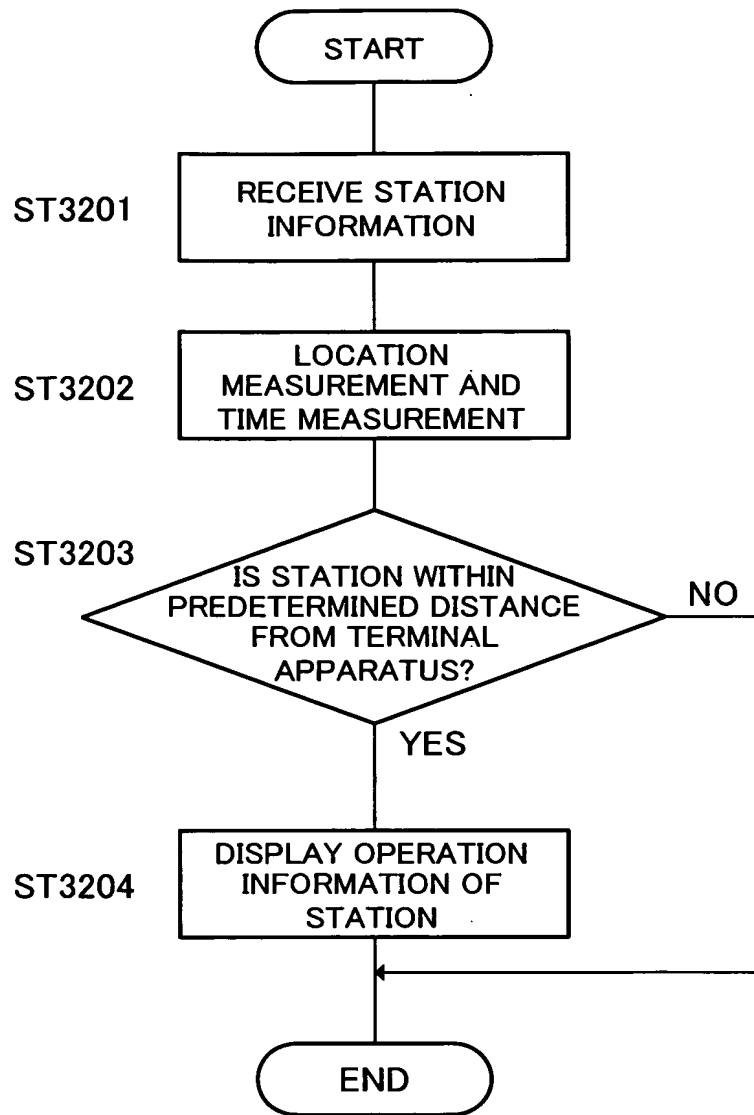 START
ST3201
RECEIVE STATION
INFORMATION
ST3202
LOCATION
MEASUREMENT AND
TIME MEASUREMENT
ST3203
IS STATION WITHIN
PREDETERMINED DISTANCE
FROM TERMINAL
APPARATUS?
NO
YES
ST3204
DISPLAY OPERATION
INFORMATION OF
STATION
END